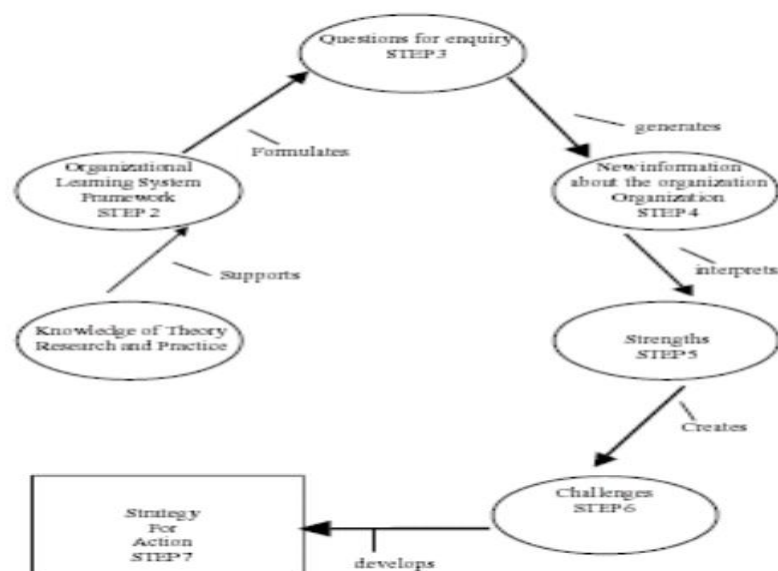 Questions for enquiry
STEP 3
generates
Formulates
Organizational
Learning System
Framework
STEP 2
New information
about the organization
Organization
STEP 4
Supports
interprets
Knowledge of Theory
Research and Practice
Strengths
STEP 5
Creates
Challenges
STEP 6
Strategy
For
Action
STEP 7
develops